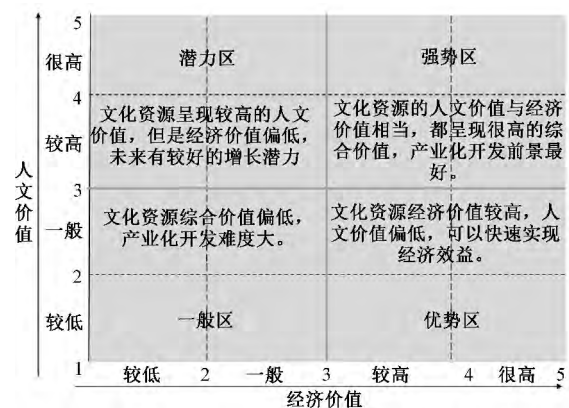 5
很高
潜力区
强势区
4
较高
文化资源呈现较高的人文
价值，但是经济价值偏低，
未来有较好的增长潜力
文化资源的人文价值与经济
价值相当，都呈现很高的综
合价值，产业化开发前景最
好。
人文价值
3
一般
文化资源综合价值偏低，
产业化开发难度大。
文化资源经济价值较高，人
文价值偏低，可以快速实现
经济效益。
2
较低
一般区
优势区
1
较低 2 一般 3 较高 4 很高 5
经济价值